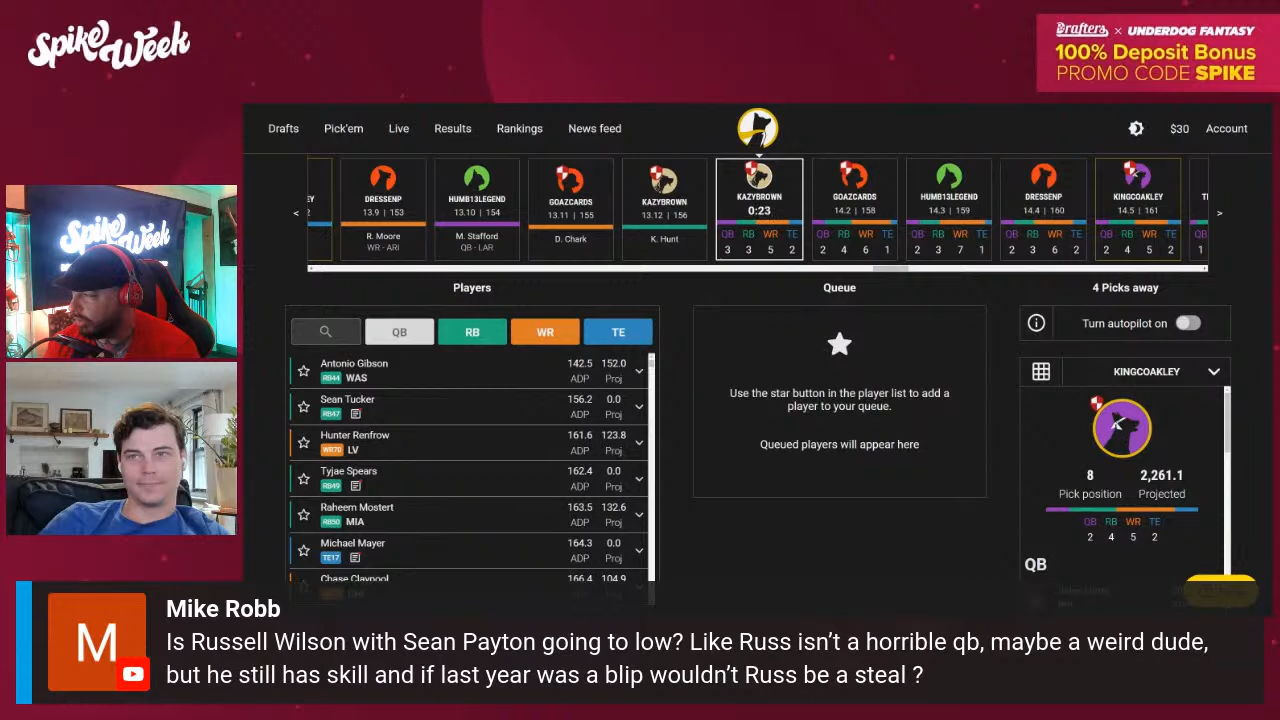 Spike Week
Drafters × UNDERDOG FANTASY
100% Deposit Bonus
PROMO CODE SPIKE
Drafts Pick'em Live Results Rankings News feed $30 Account
DRESSENP HUMB13LEGEND GOAZCARDS KAZYBROWN KAZYBROWN GOAZCARDS HUMB13LEGEND DRESSENP KINGCOAKLEY
13.9 | 153 13.10 | 154 13.11 | 155 13.12 | 156 0:23 14.2 | 158 14.3 | 159 14.4 | 160 14.5 | 161
R. Moore M. Stafford D. Chark K. Hunt QB RB WR TE QB RB WR TE QB RB WR TE QB RB WR TE QB RB WR TE
WR - ARI QB - LAR 3 3 5 2 2 4 6 1 2 3 7 1 2 3 6 2 2 4 5 2
Players Queue 4 Picks away
QB RB WR TE
Turn autopilot on
Antonio Gibson 142.5 152.0
RB44 WAS ADP Proj
Sean Tucker 156.2 0.0
RB47 ADP Proj
Hunter Renfrow 161.6 123.8
WR70 LV ADP Proj
Tyjae Spears 162.4 0.0
RB49 ADP Proj
Raheem Mostert 163.5 132.6
RB50 MIA ADP Proj
Michael Mayer 164.3 0.0
TE17 ADP Proj
Chase Claypool 166.4 104.9
Use the star button in the player list to add a
player to your queue.
Queued players will appear here
KINGCOAKLEY
8 2,261.1
Pick position Projected
QB RB WR TE
2 4 5 2
QB
M
Mike Robb
Is Russell Wilson with Sean Payton going to low? Like Russ isn't a horrible qb, maybe a weird dude,
but he still has skill and if last year was a blip wouldn't Russ be a steal ?